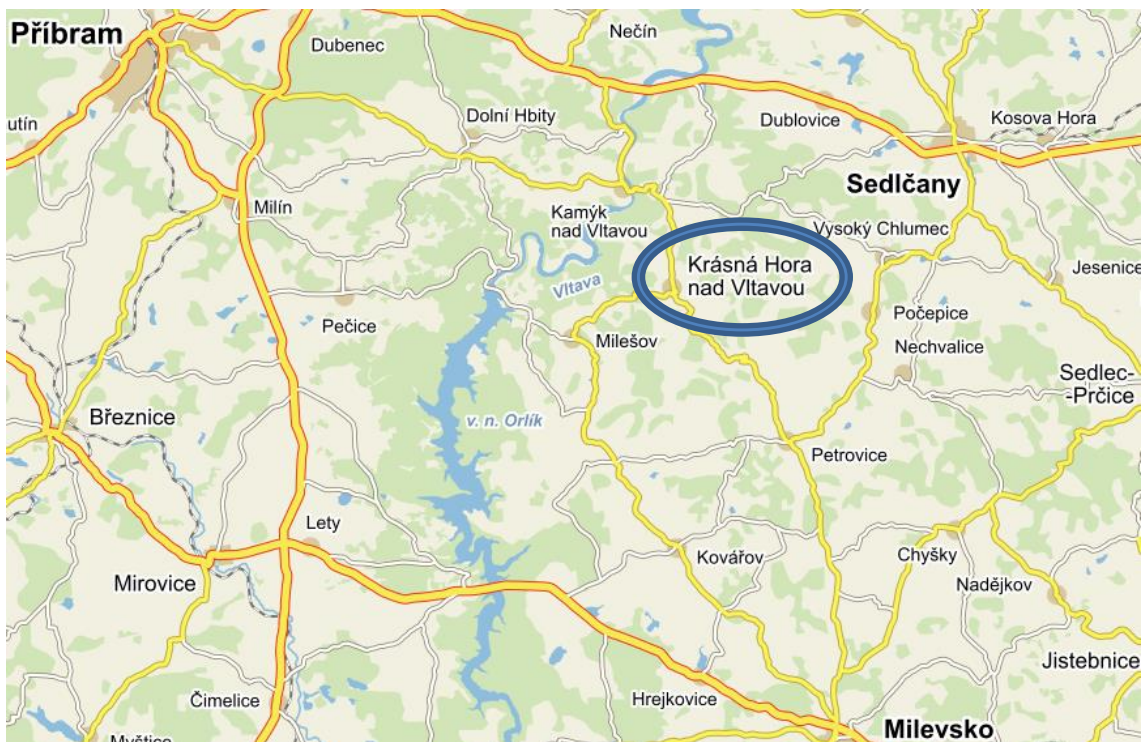 Příbram
Dubenec
Nečín
utín
Dolní Hbity
Dublovice
Kosova Hora
Sedlčany
Milín
Kamýk
nad Vltavou
Vysoký Chlumec
Vltava
Krásná Hora
nad Vltavou
Jesenice
Pečice
Milešov
Počepice
Nechvalice
Sedlec-
-Prčice
Březnice
v. n. Orlík
Petrovice
Lety
Mirovice
Kovářov
Chyšky
Nadějkov
Jistebnice
Čimelice
Hrejkovice
Milevsko
Myštice